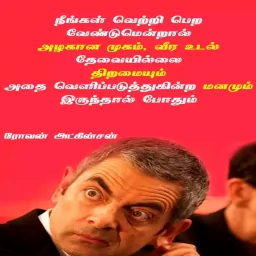 நீங்கள் வெற்றி பெற
வேண்டுமென்றால்
அழகான முகம், வீர உடல்
தேவையில்லை
திறமையும்
அதை வெளிப்படுத்துகின்ற மனமும்
இருந்தால் போதும்
ரோவன் அட்கின்சன்